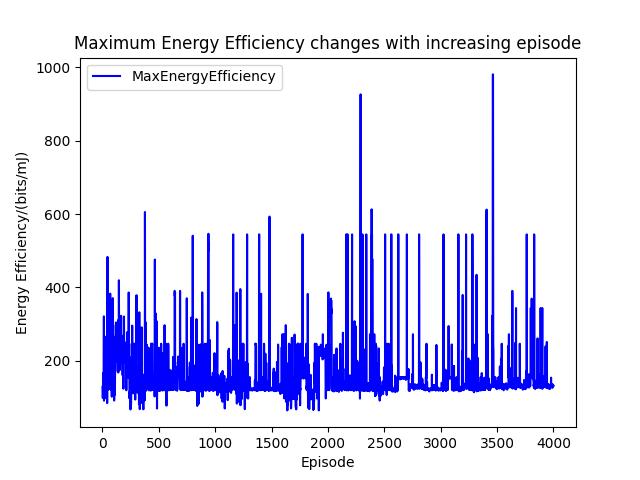 Maximum Energy Efficiency changes with increasing episode
MaxEnergyEfficiency
Energy Efficiency/(bits/mJ)
1000
800
600
400
200
0 500 1000 1500 2000 2500 3000 3500 4000
Episode